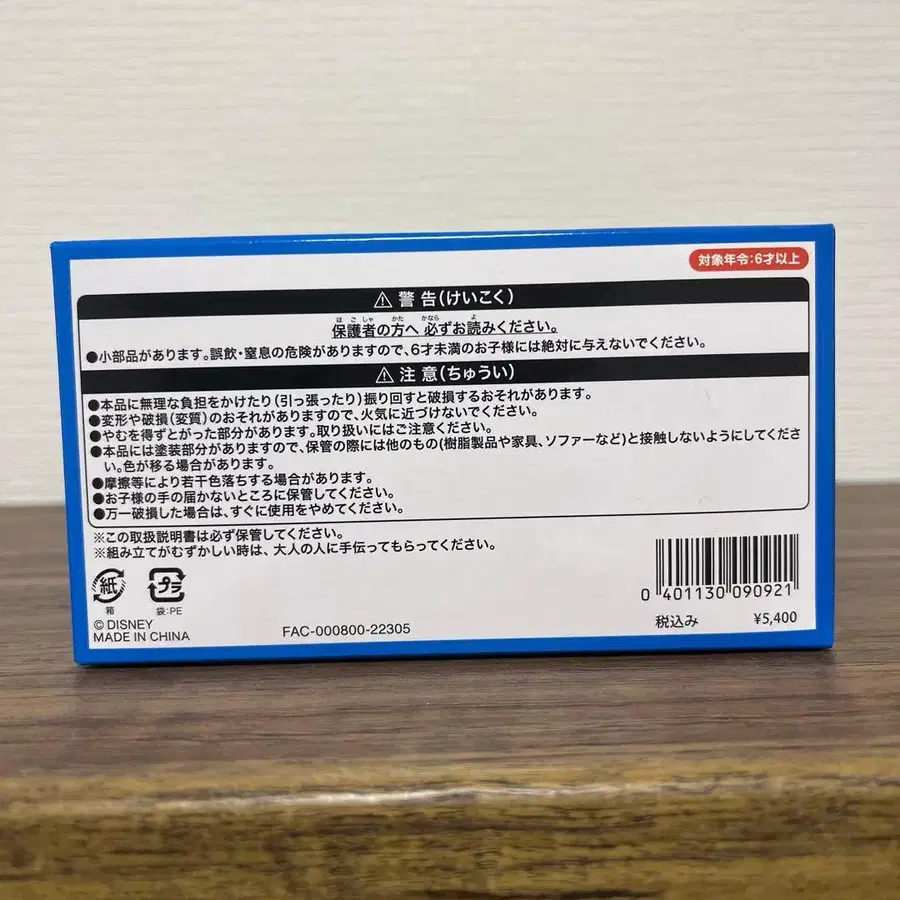 対象年令:6才以上
⚠ 警告(けいこく)
ほごしゃ かた かなら よ
保護者の方へ 必ずお読みください。
●小部品があります。誤飲・窒息の危険がありますので、6才未満のお子様には絶対に与えないでください。
⚠ 注意(ちゅうい)
●本品に無理な負担をかけたり(引っ張ったり)振り回すと破損するおそれがあります。
●変形や破損(変質)のおそれがありますので、火気に近づけないでください。
●やむを得ずとがった部分があります。取り扱いにはご注意ください。
●本品には塗装部分がありますので、保管の際には他のもの(樹脂製品や家具、ソファーなど)と接触しないようにしてくださ
い。色が移る場合があります。
●摩擦等により若干色落ちする場合があります。
●お子様の手の届かないところに保管してください。
●万一破損した場合は、すぐに使用をやめてください。
※この取扱説明書は必ず保管してください。
※組み立てがむずかしい時は、大人の人に手伝ってもらってください。
紙 プラ
箱 袋:PE
© DISNEY
MADE IN CHINA
FAC-000800-22305
0 401130 090921
税込み ¥5,400